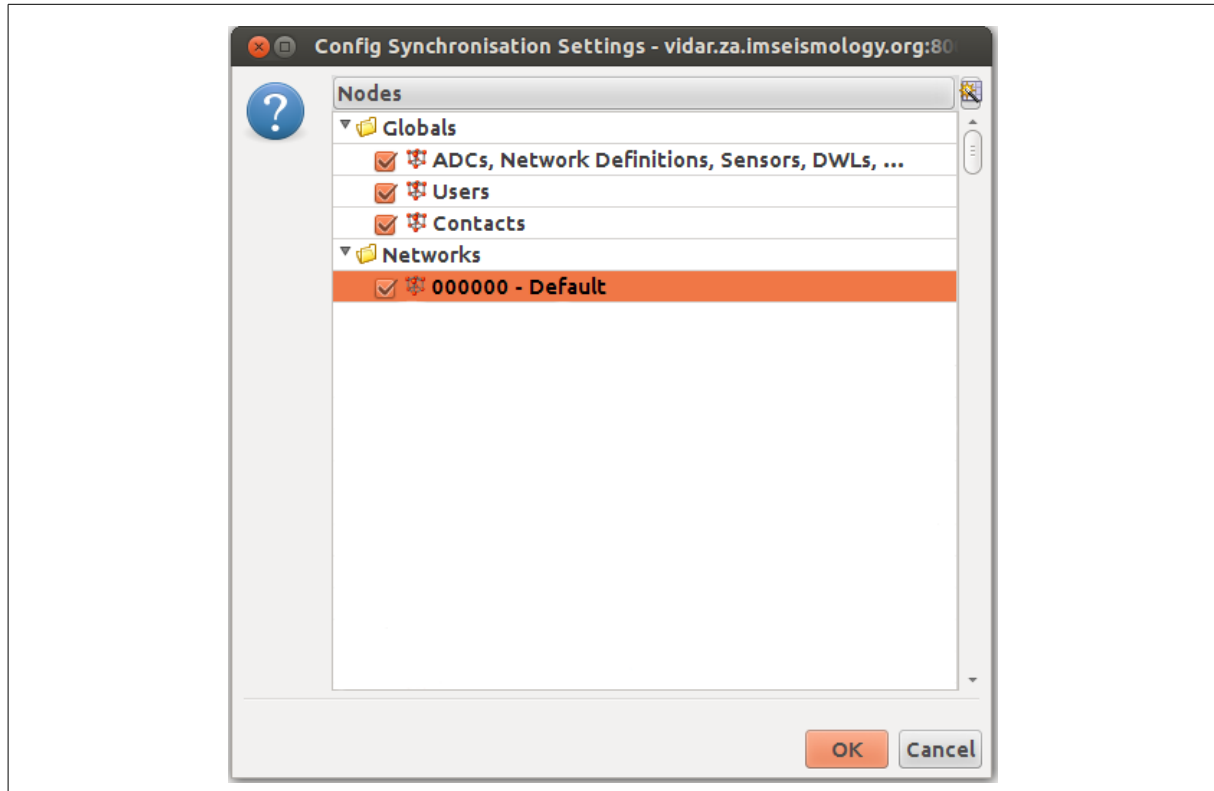 Config Synchronisation Settings - vidar.za.imseismology.org:80
Nodes
Globals
ADCs, Network Definitions, Sensors, DWLs, ...
Users
Contacts
Networks
000000 - Default
OK Cancel